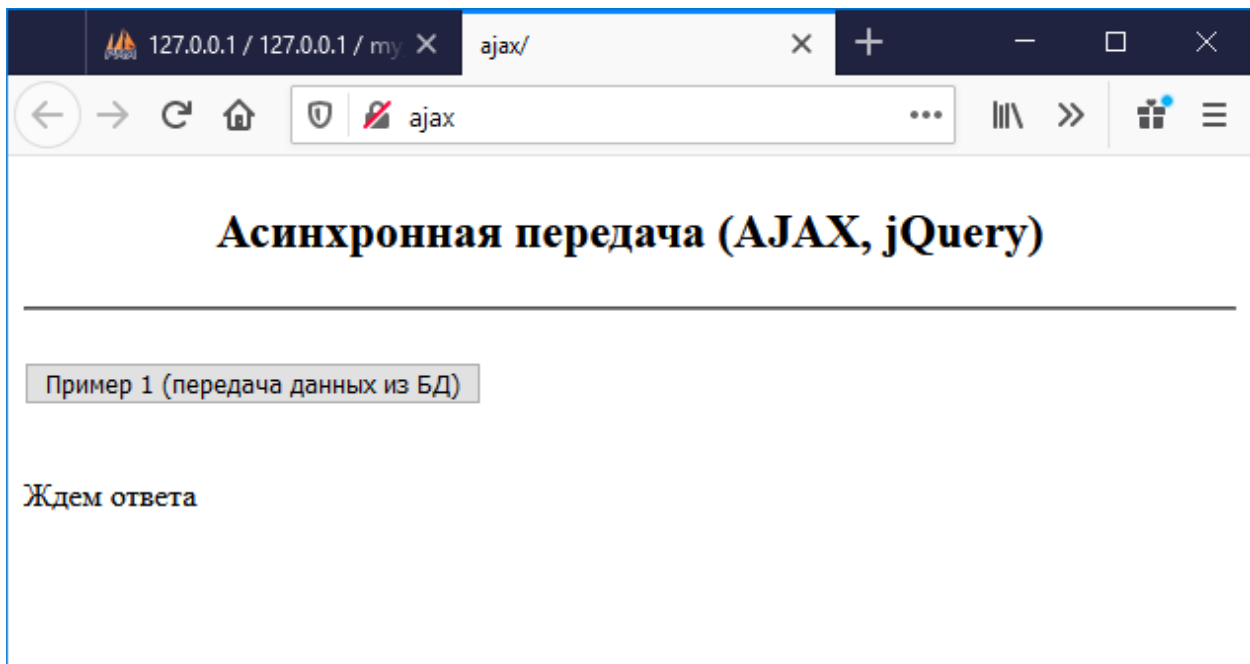 127.0.0.1 / 127.0.0.1 / my
ajax/
ajax
Асинхронная передача (AJAX, jQuery)
Пример 1 (передача данных из БД)
Ждем ответа